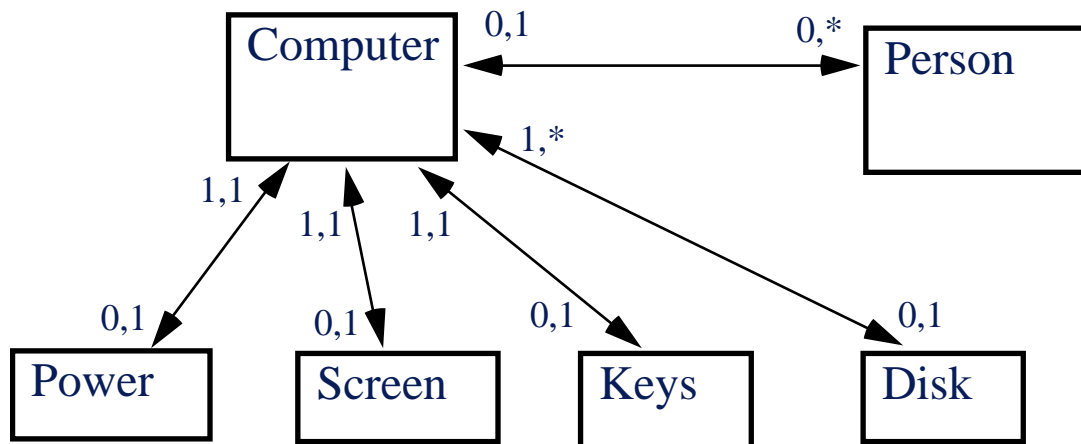 Computer
0,1
0,*
Person
1,*
1,1
1,1
1,1
0,1
0,1
0,1
0,1
Power
Screen
Keys
Disk